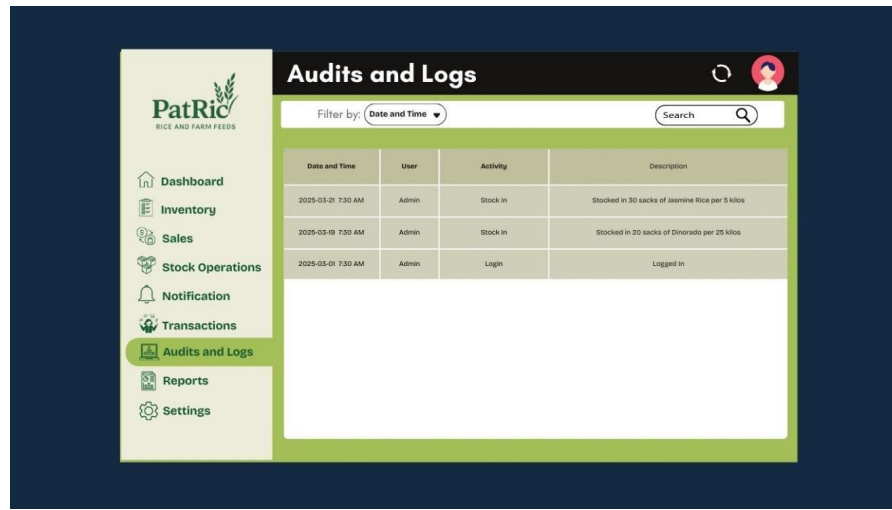 PatRic
RICE AND FARM FEEDS
Dashboard
Inventory
Sales
Stock Operations
Notification
Transactions
Audits and Logs
Reports
Settings
Audits and Logs
Filter by: Date and Time
Search
Date and Time User Activity Description
2025-03-21 7:30 AM Admin Stock In Stocked in 30 sacks of Jasmine Rice per 5 kilos
2025-03-19 7:30 AM Admin Stock In Stocked in 20 sacks of Dinorado per 25 kilos
2025-03-01 7:30 AM Admin Login Logged In